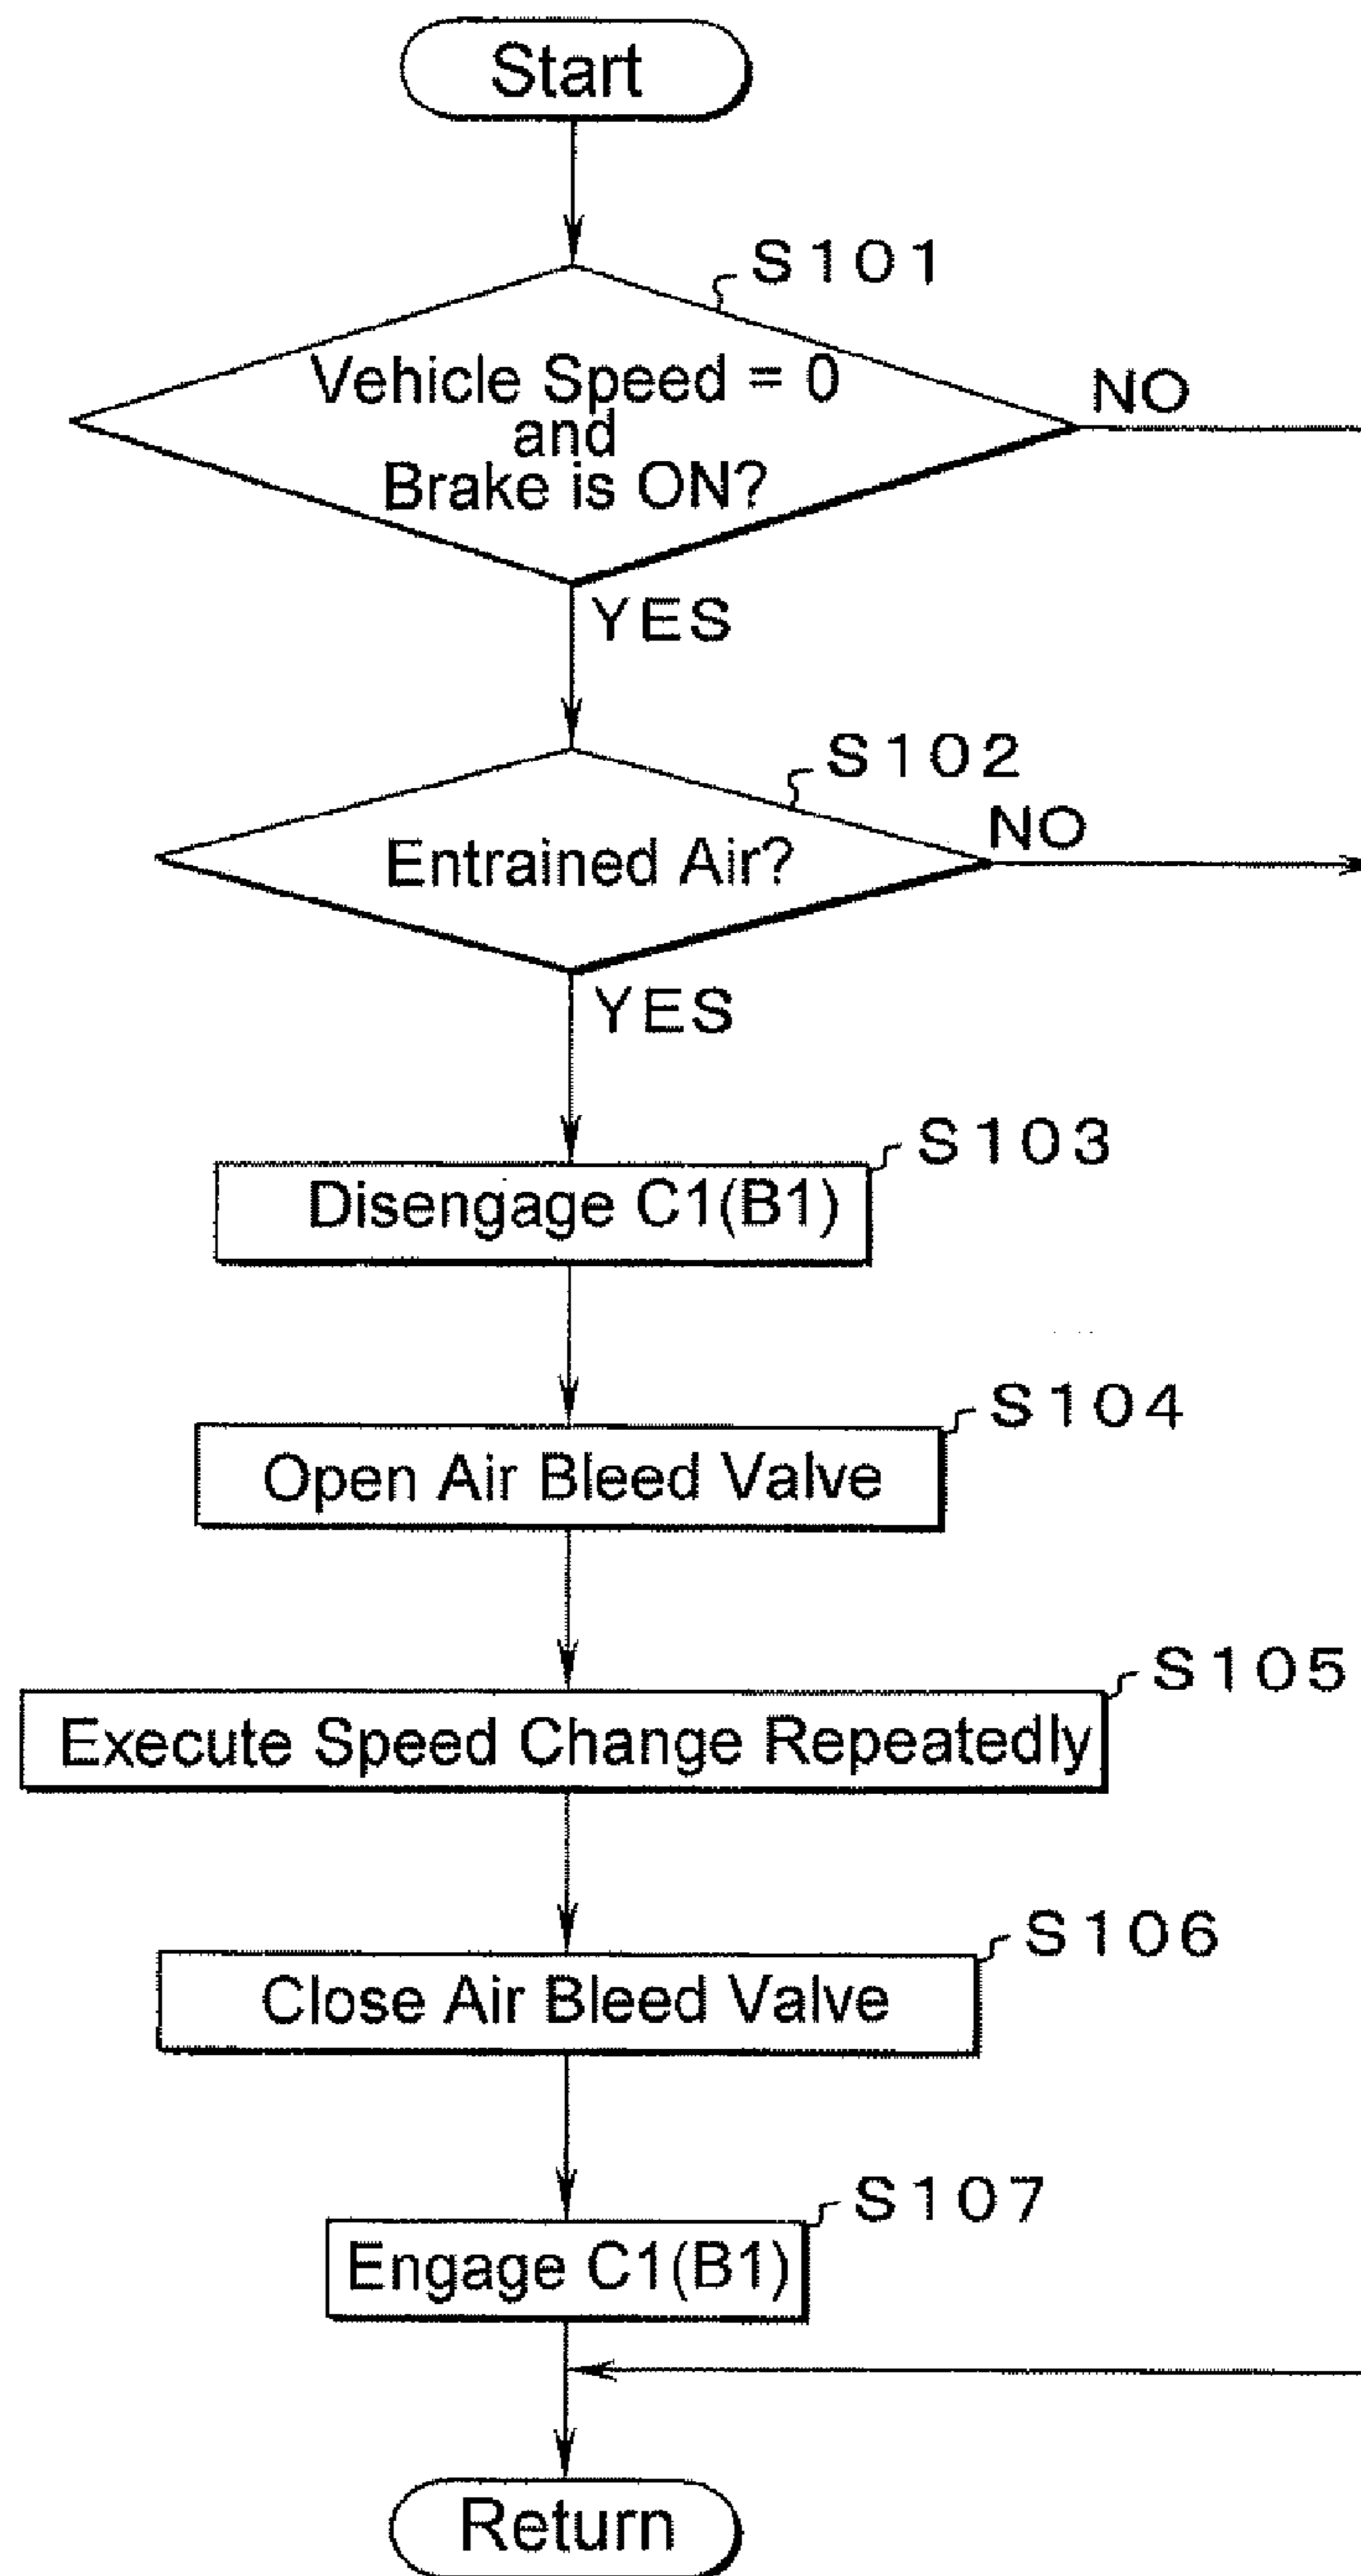 Start
S101
Vehicle Speed = 0
and
Brake is ON?
NO
YES
S102
Entrained Air?
NO
YES
S103
Disengage C1(B1)
S104
Open Air Bleed Valve
S105
Execute Speed Change Repeatedly
S106
Close Air Bleed Valve
S107
Engage C1(B1)
Return